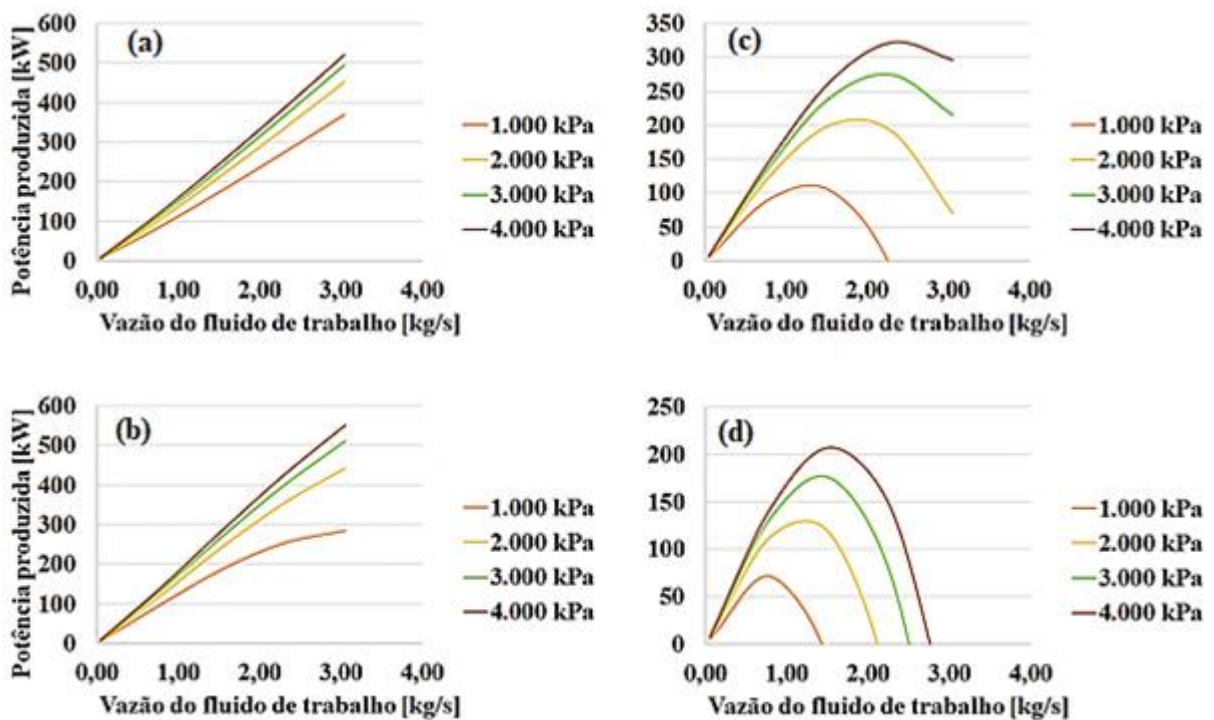 Potência produzida [kW]
600
500
400
300
200
100
0
(a)
0,00 1,00 2,00 3,00 4,00
Vazão do fluido de trabalho [kg/s]
1.000 kPa
2.000 kPa
3.000 kPa
4.000 kPa
350
300
250
200
150
100
50
0
(c)
0,00 1,00 2,00 3,00 4,00
Vazão do fluido de trabalho [kg/s]
1.000 kPa
2.000 kPa
3.000 kPa
4.000 kPa
Potência produzida [kW]
600
500
400
300
200
100
0
(b)
0,00 1,00 2,00 3,00 4,00
Vazão do fluido de trabalho [kg/s]
1.000 kPa
2.000 kPa
3.000 kPa
4.000 kPa
250
200
150
100
50
0
(d)
0,00 1,00 2,00 3,00 4,00
Vazão do fluido de trabalho [kg/s]
1.000 kPa
2.000 kPa
3.000 kPa
4.000 kPa